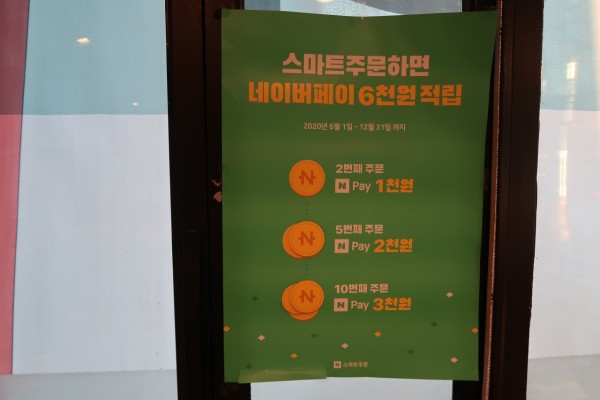 스마트주문하면
네이버페이 6천원 적립
2020년 6월 1일 - 12월 31일 까지
2번째 주문
N Pay 1천원
5번째 주문
N Pay 2천원
10번째 주문
N Pay 3천원
N 스마트주문